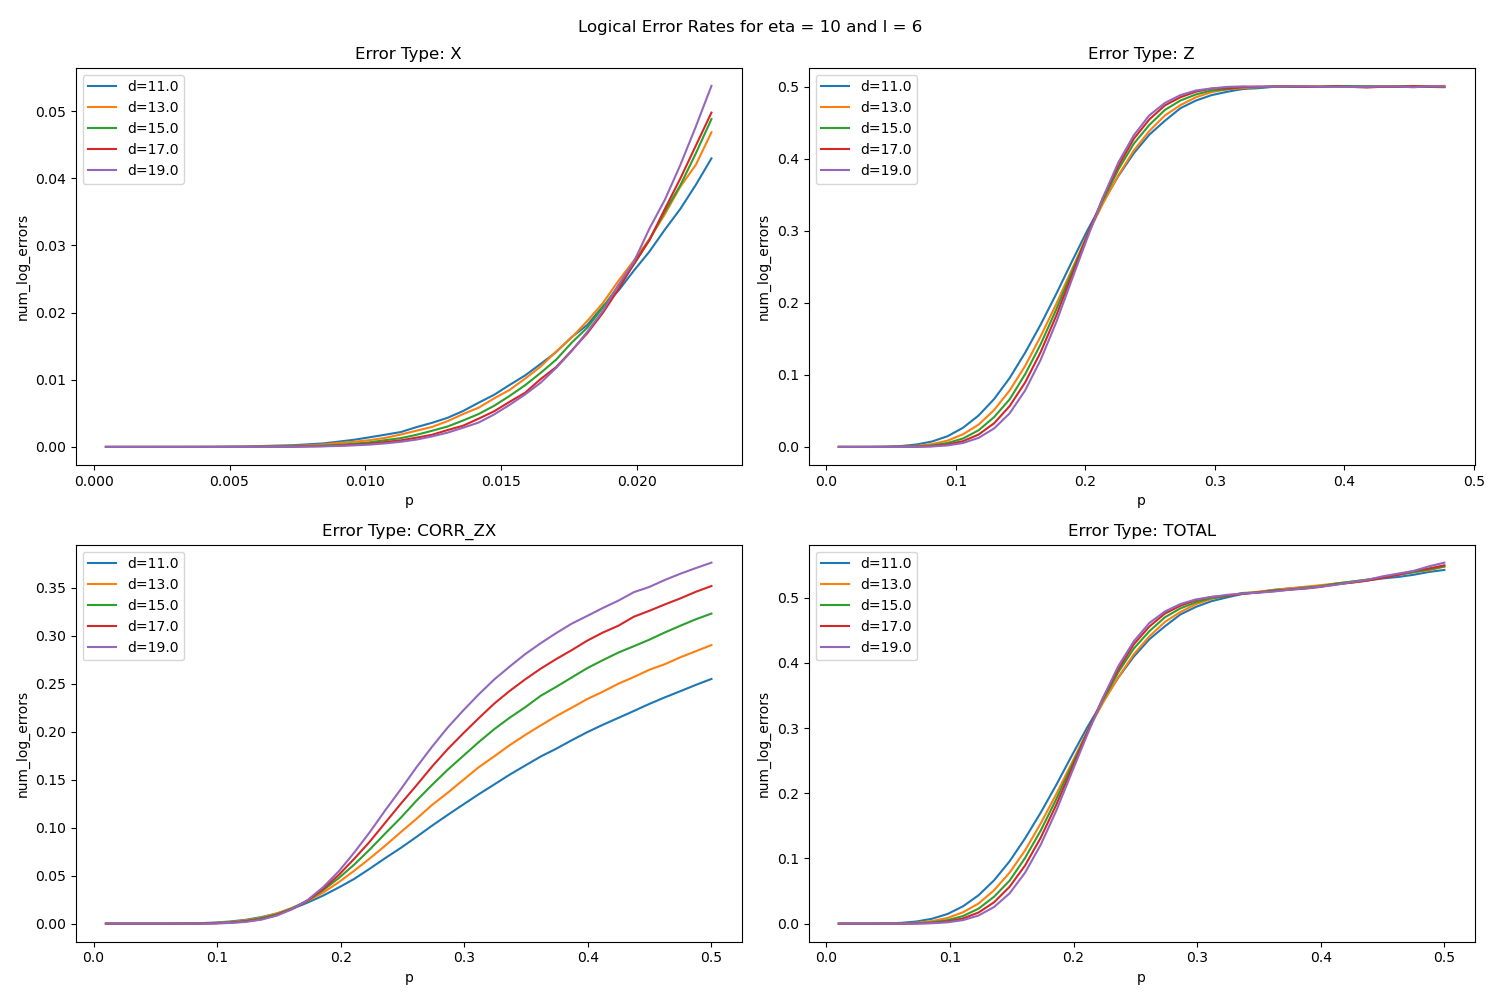 Logical Error Rates for eta = 10 and l = 6
Error Type: X
d=11.0
d=13.0
d=15.0
d=17.0
d=19.0
0.05
0.04
0.03
0.02
0.01
0.00
num_log_errors
0.000
0.005
0.010
0.015
0.020
p
Error Type: Z
d=11.0
d=13.0
d=15.0
d=17.0
d=19.0
0.5
0.4
0.3
0.2
0.1
0.0
num_log_errors
0.0
0.1
0.2
0.3
0.4
0.5
p
Error Type: CORR_ZX
d=11.0
d=13.0
d=15.0
d=17.0
d=19.0
0.35
0.30
0.25
0.20
0.15
0.10
0.05
0.00
num_log_errors
0.0
0.1
0.2
0.3
0.4
0.5
p
Error Type: TOTAL
d=11.0
d=13.0
d=15.0
d=17.0
d=19.0
0.5
0.4
0.3
0.2
0.1
0.0
num_log_errors
0.0
0.1
0.2
0.3
0.4
0.5
p